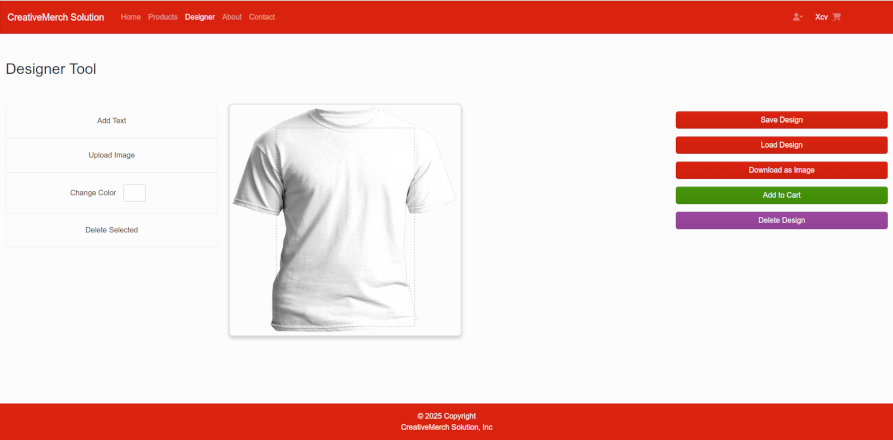 CreativeMerch Solution Home Products Designer About Contact Xcv
Designer Tool
Add Text
Upload Image
Change Color
Delete Selected
Save Design
Load Design
Download as Image
Add to Cart
Delete Design
© 2025 Copyright
CreativeMerch Solution, Inc